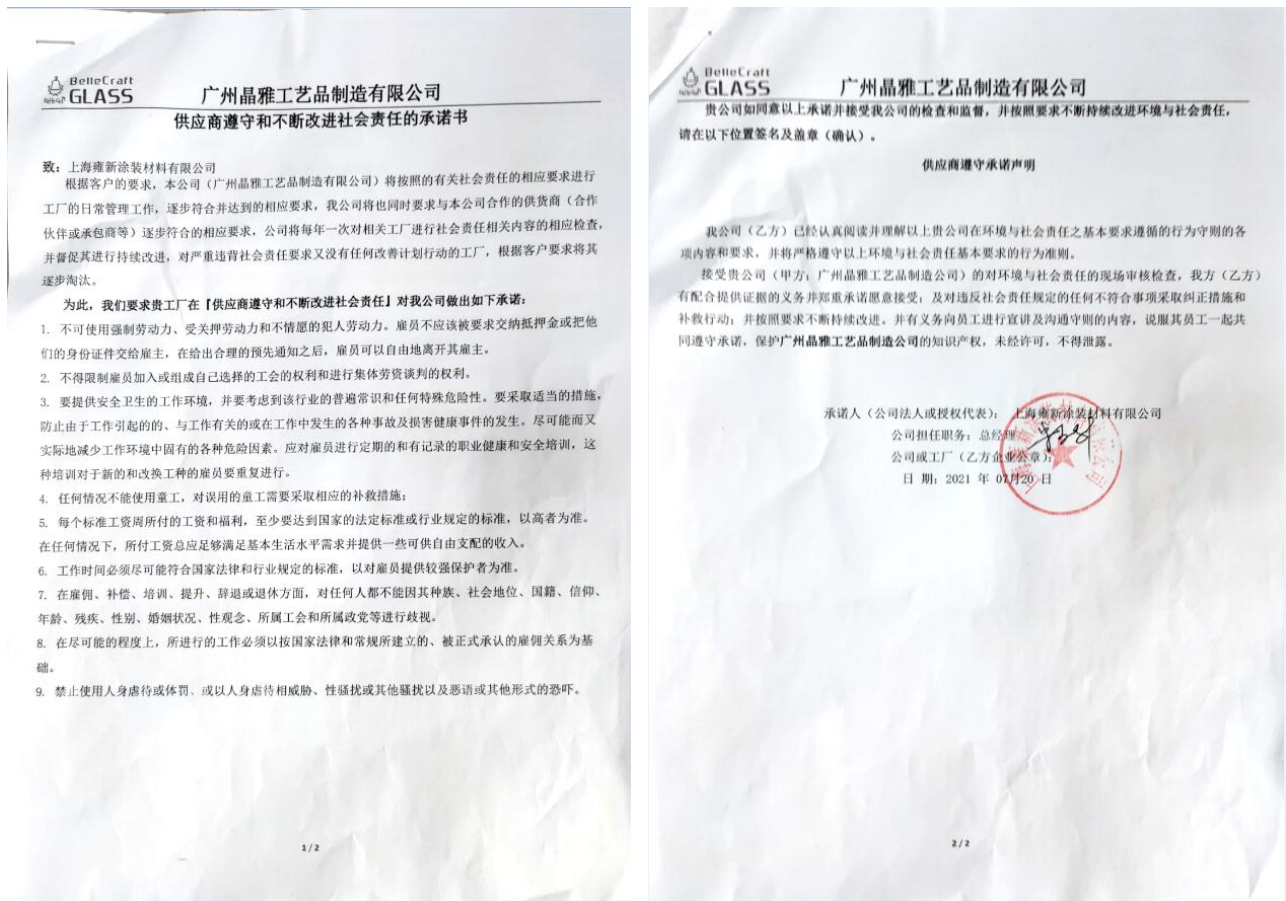 BelleCraft
GLASS
广州晶雅工艺品制造有限公司
供应商遵守和不断改进社会责任的承诺书
致：上海雍新涂装材料有限公司
根据客户的要求，本公司（广州晶雅工艺品制造有限公司）将按照的有关社会责任的相应要求进行
工厂的日常管理工作，逐步符合并达到的相应要求，我公司将也同时要求与本公司合作的供货商（合作
伙伴或承包商等）逐步符合的相应要求，公司将每年一次对相关工厂进行社会责任相关内容的相应检查，
并督促其进行持续改进，对严重违背社会责任要求又没有任何改善计划行动的工厂，根据客户要求将其
逐步淘汰。
为此，我们要求贵工厂在『供应商遵守和不断改进社会责任』对我公司做出如下承诺：
1. 不可使用强制劳动力、受关押劳动力和不情愿的犯人劳动力。雇员不应该被要求交纳抵押金或把他
们的身份证件交给雇主，在给出合理的预先通知之后，雇员可以自由地离开其雇主。
2. 不得限制雇员加入或组成自己选择的工会的权利和进行集体劳资谈判的权利。
3. 要提供安全卫生的工作环境，并要考虑到该行业的普遍常识和任何特殊危险性。要采取适当的措施，
防止由于工作引起的的、与工作有关的或在工作中发生的各种事故及损害健康事件的发生。尽可能而又
实际地减少工作环境中固有的各种危险因素。应对雇员进行定期的和有记录的职业健康和安全培训，这
种培训对于新的和改换工种的雇员要重复进行。
4. 任何情况不能使用童工，对误用的童工需要采取相应的补救措施；
5. 每个标准工资周所付的工资和福利，至少要达到国家的法定标准或行业规定的标准，以高者为准。
在任何情况下，所付工资总应足够满足基本生活水平需求并提供一些可供自由支配的收入。
6. 工作时间必须尽可能符合国家法律和行业规定的标准，以对雇员提供较强保护者为准。
7. 在雇佣、补偿、培训、提升、辞退或退休方面，对任何人都不能因其种族、社会地位、国籍、信仰、
年龄、残疾、性别、婚姻状况、性观念、所属工会和所属政党等进行歧视。
8. 在尽可能的程度上，所进行的工作必须以按国家法律和常规所建立的、被正式承认的雇佣关系为基
础。
9. 禁止使用人身虐待或体罚、或以人身虐待相威胁、性骚扰或其他骚扰以及恶语或其他形式的恐吓。
1/2
BelleCraft
GLASS
广州晶雅工艺品制造有限公司
贵公司如同意以上承诺并接受我公司的检查和监督，并按照要求不断持续改进环境与社会责任，
请在以下位置签名及盖章（确认）。
供应商遵守承诺声明
我公司（乙方）已经认真阅读并理解以上贵公司在环境与社会责任之基本要求遵循的行为守则的各
项内容和要求，并将严格遵守以上环境与社会责任基本要求的行为准则。
接受贵公司（甲方：广州晶雅工艺品制造公司）的对环境与社会责任的现场审核检查，我方（乙方）
有配合提供证据的义务并郑重承诺愿意接受；及对违反社会责任规定的任何不符合事项采取纠正措施和
补救行动；并按照要求不断持续改进。并有义务向员工进行宣讲及沟通守则的内容，说服其员工一起共
同遵守承诺，保护广州晶雅工艺品制造公司的知识产权，未经许可，不得泄露。
承诺人（公司法人或授权代表）：上海雍新涂装材料有限公司
公司担任职务：总经理
公司或工厂（乙方企业公章）：
日 期：2021 年 07月20 日
2/2